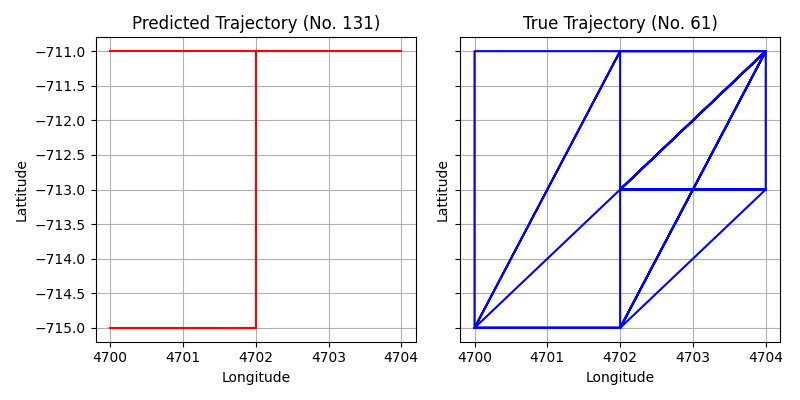 Predicted Trajectory (No. 131)
True Trajectory (No. 61)
−711.0
−711.5
−712.0
−712.5
−713.0
−713.5
−714.0
−714.5
−715.0
Lattitude
Lattitude
4700 4701 4702 4703 4704
4700 4701 4702 4703 4704
Longitude
Longitude